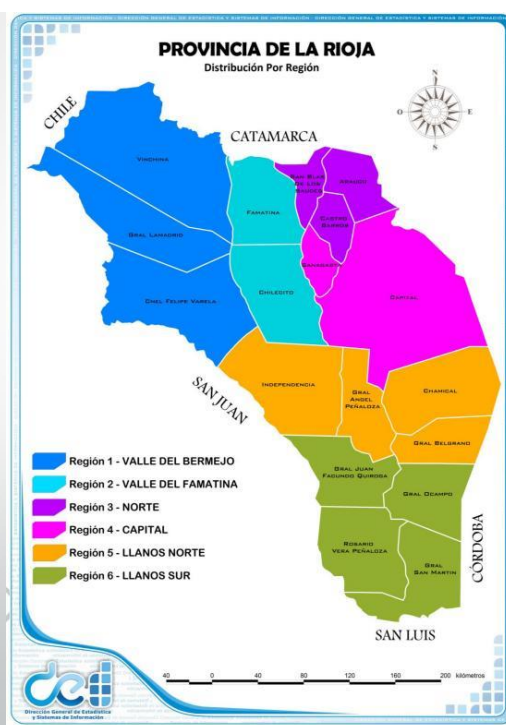 PROVINCIA DE LA RIOJA
Distribución Por Región
N
O
E
S
CHILE
CATAMARCA
VINCHINA
SAN BLAS
DE LOS
SAUCES
ARAUCO
FAMATINA
CASTRO
BARROS
GRAL LAMADRID
SANAGASTA
CHILECITO
CAPITAL
CNEL FELIPE VARELA
SAN JUAN
INDEPENDENCIA
GRAL
ANGEL
PEÑALOZA
CHAMICAL
GRAL BELGRANO
Región 1 - VALLE DEL BERMEJO
Región 2 - VALLE DEL FAMATINA
Región 3 - NORTE
Región 4 - CAPITAL
Región 5 - LLANOS NORTE
Región 6 - LLANOS SUR
GRAL JUAN
FACUNDO QUIROGA
GRAL OCAMPO
ROSARIO
VERA PEÑALOZA
GRAL
SAN MARTIN
CÓRDOBA
SAN LUIS
40 0 40 80 120 160 200 kilómetros
Dirección General de Estadística
y Sistemas de Información